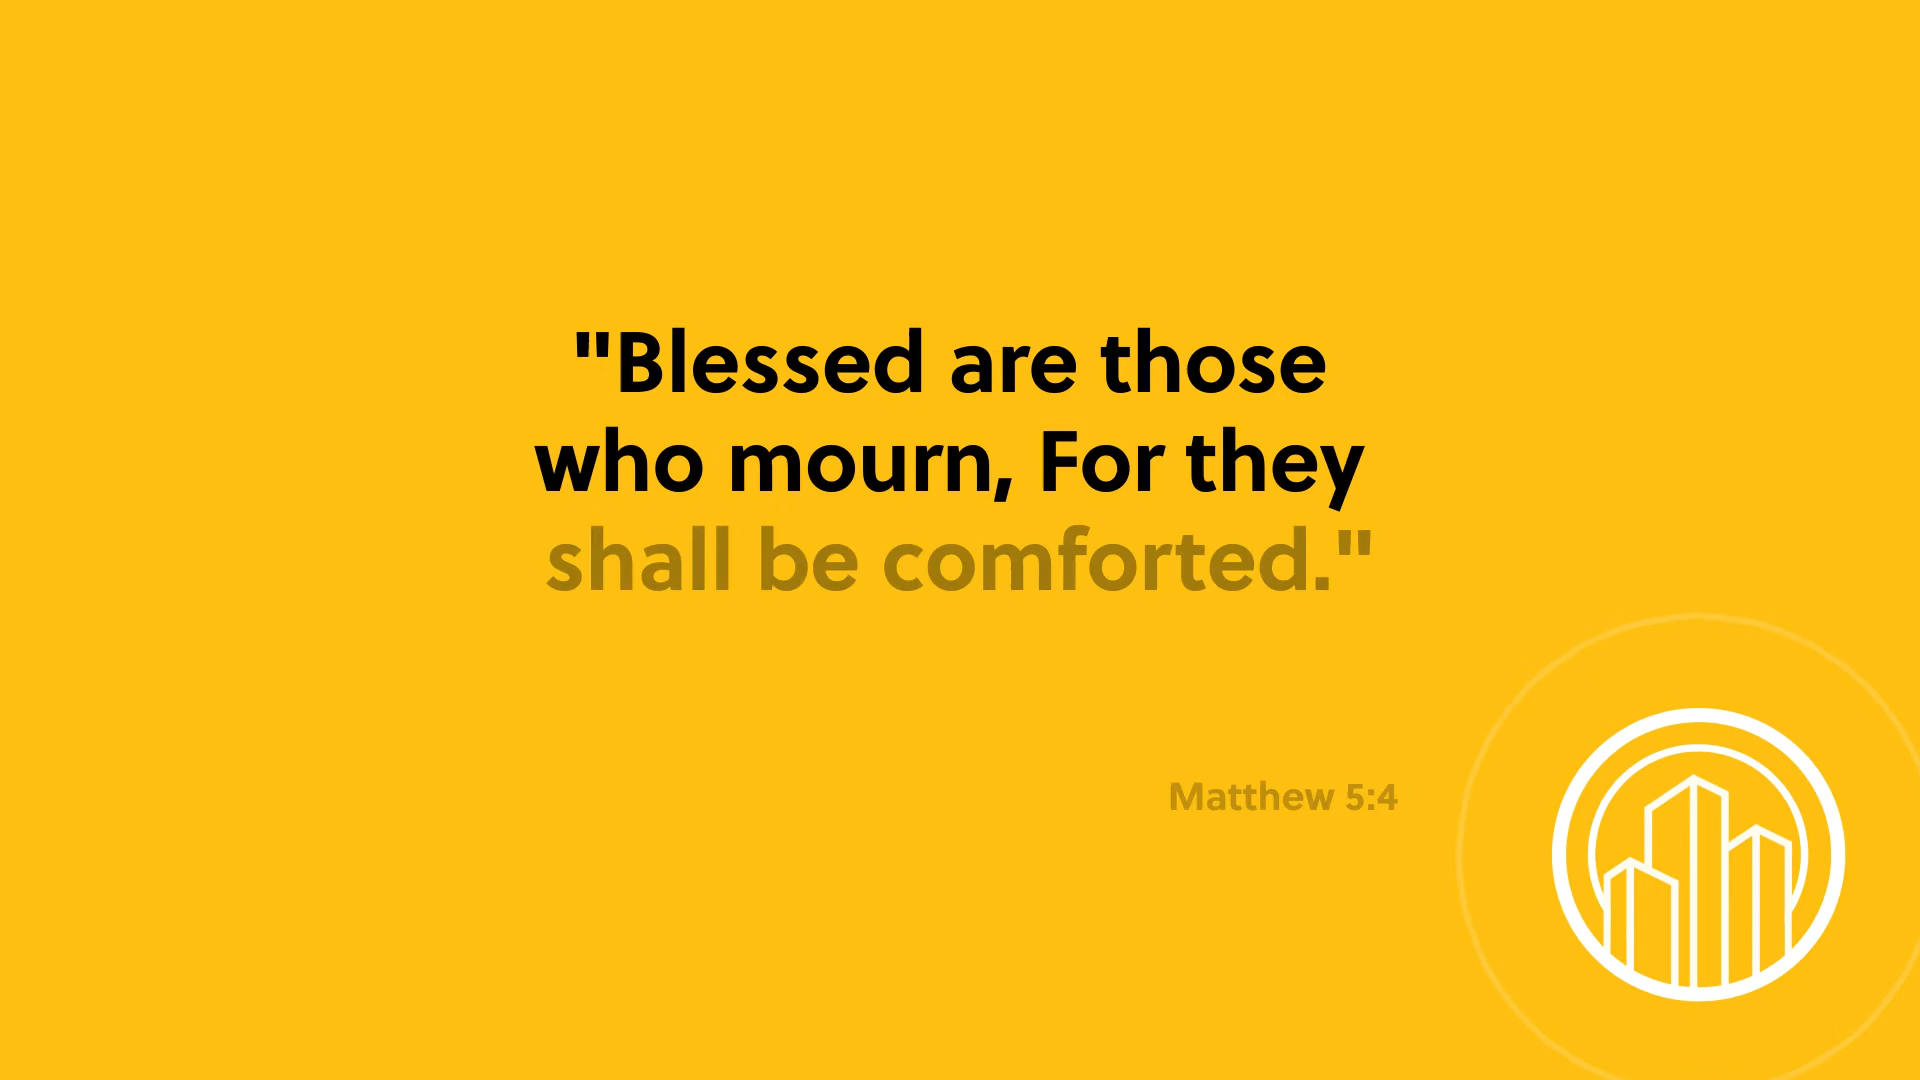 "Blessed are those
who mourn, For they
shall be comforted."
Matthew 5:4